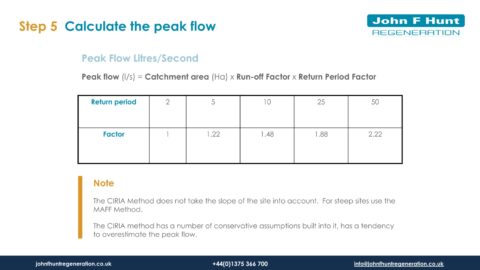 Step 5 Calculate the peak flow
John F Hunt
REGENERATION
Peak Flow Litres/Second
Peak flow (l/s) = Catchment area (Ha) x Run-off Factor x Return Period Factor
Return period 2 5 10 25 50
Factor 1 1.22 1.48 1.88 2.22
Note
The CIRIA Method does not take the slope of the site into account. For steep sites use the
MAFF Method.
The CIRIA method has a number of conservative assumptions built into it, has a tendency
to overestimate the peak flow.
johnfhuntregeneration.co.uk +44(0)1375 366 700 info@johnfhuntregeneration.co.uk